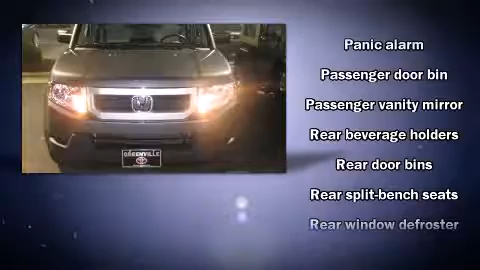 GREENVILLE
Panic alarm
Passenger door bin
Passenger vanity mirror
Rear beverage holders
Rear door bins
Rear split-bench seats
Rear window defroster